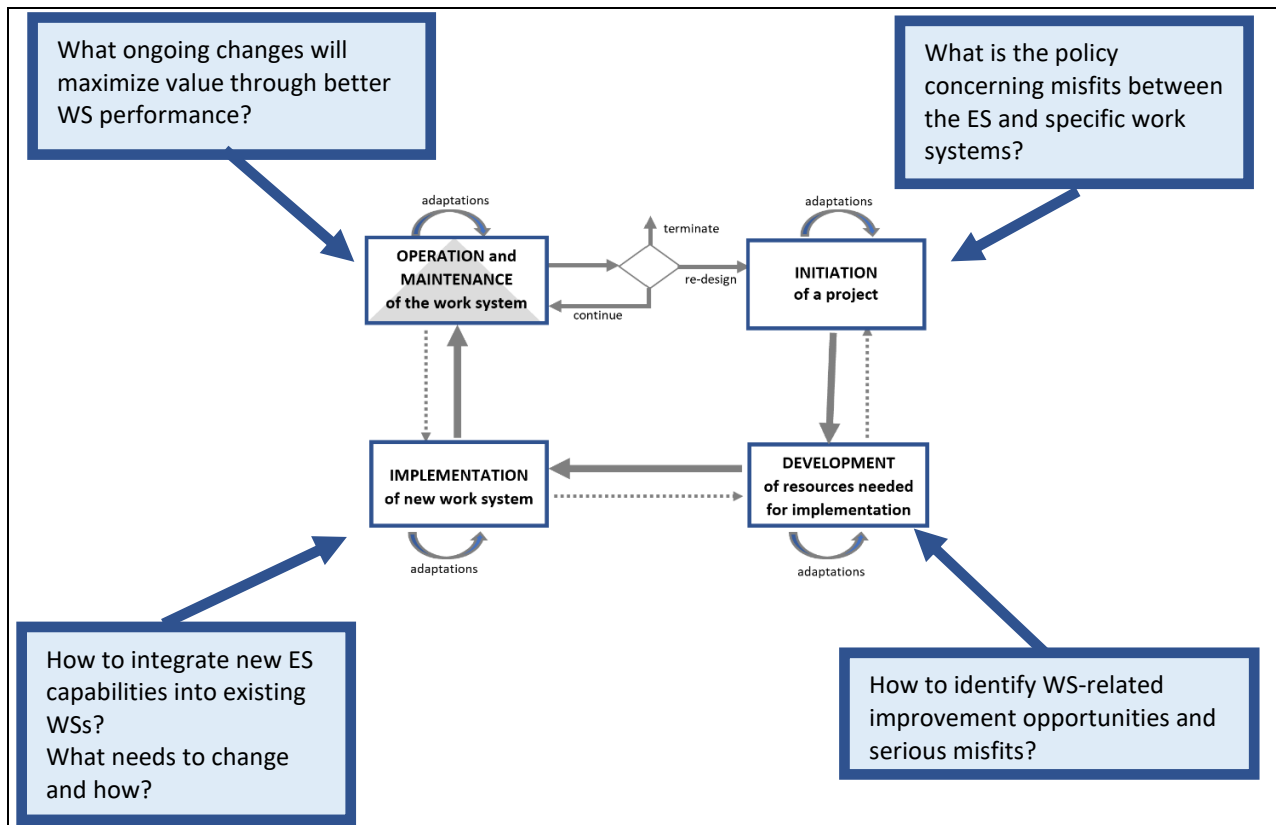 What ongoing changes will
maximize value through better
WS performance?
What is the policy
concerning misfits between
the ES and specific work
systems?
adaptations
adaptations
terminate
OPERATION and
MAINTENANCE
of the work system
re-design
continue
INITIATION
of a project
IMPLEMENTATION
of new work system
DEVELOPMENT
of resources needed
for implementation
adaptations
adaptations
How to integrate new ES
capabilities into existing
WSs?
What needs to change
and how?
How to identify WS-related
improvement opportunities and
serious misfits?